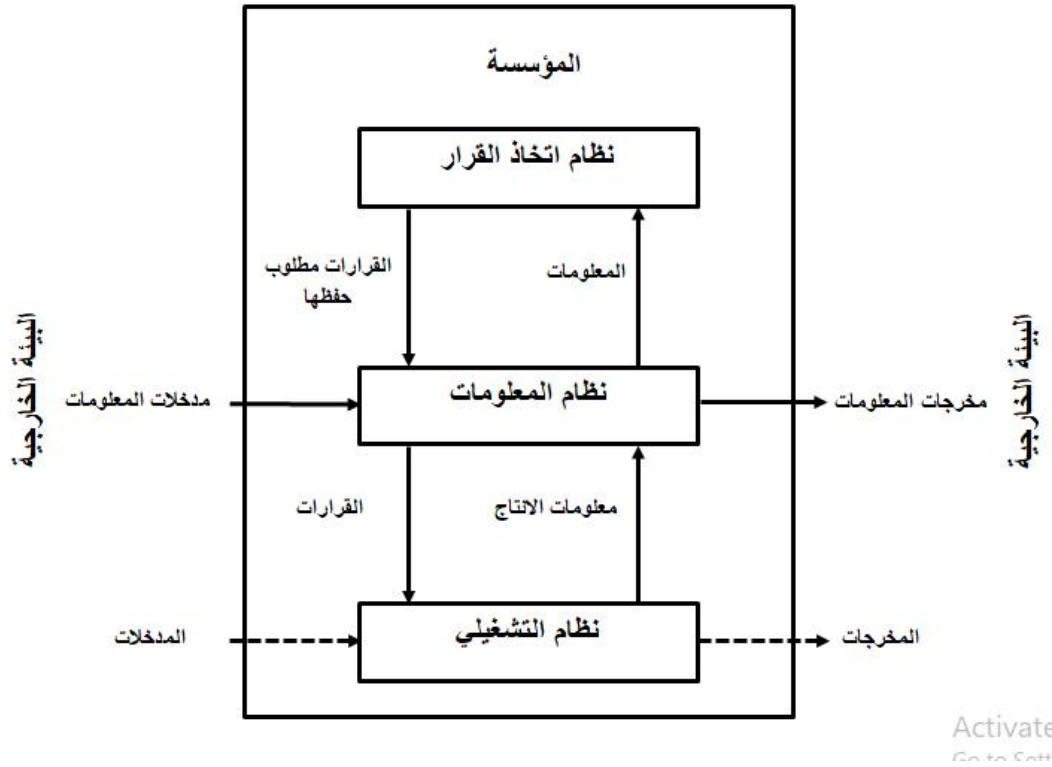 المؤسسة
نظام اتخاذ القرار
المعلومات
القرارات مطلوب
حفظها
البيئة الخارجية
مخرجات المعلومات
نظام المعلومات
مدخلات المعلومات
البيئة الخارجية
معلومات الانتاج
القرارات
المخرجات
نظام التشغيلي
المدخلات
Activate